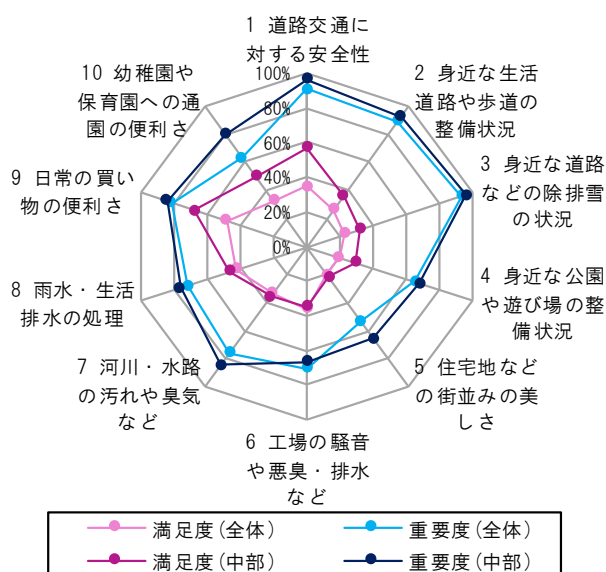 1 道路交通に
対する安全性
2 身近な生活
道路や歩道の
整備状況
3 身近な道路
などの除排雪
の状況
4 身近な公園
や遊び場の整
備状況
5 住宅地など
の街並みの美
しさ
6 工場の騒音
や悪臭・排水
など
7 河川・水路
の汚れや臭気
など
8 雨水・生活
排水の処理
9 日常の買い
物の便利さ
10 幼稚園や
保育園への通
園の便利さ
100%
80%
60%
40%
20%
0%
満足度(全体)
重要度(全体)
満足度(中部)
重要度(中部)